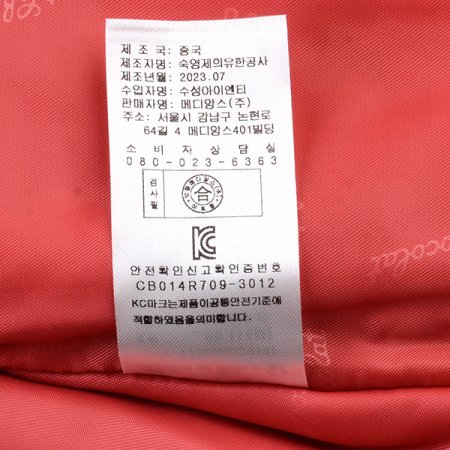 제 조 국: 중국
제조자명: 숙영제의유한공사
제조년월: 2023.07
수입자명: 수성아이엔티
판매자명: 메디앙스(주)
주소: 서울시 강남구 논현로
64길 4 메디앙스401빌딩
소 비 자 상 담 실
080-023-6363
검사필
合
안전확인신고확인증번호
CB014R709-3012
KC마크는제품이공통안전기준에
적합하였음을의미합니다.
ocolat